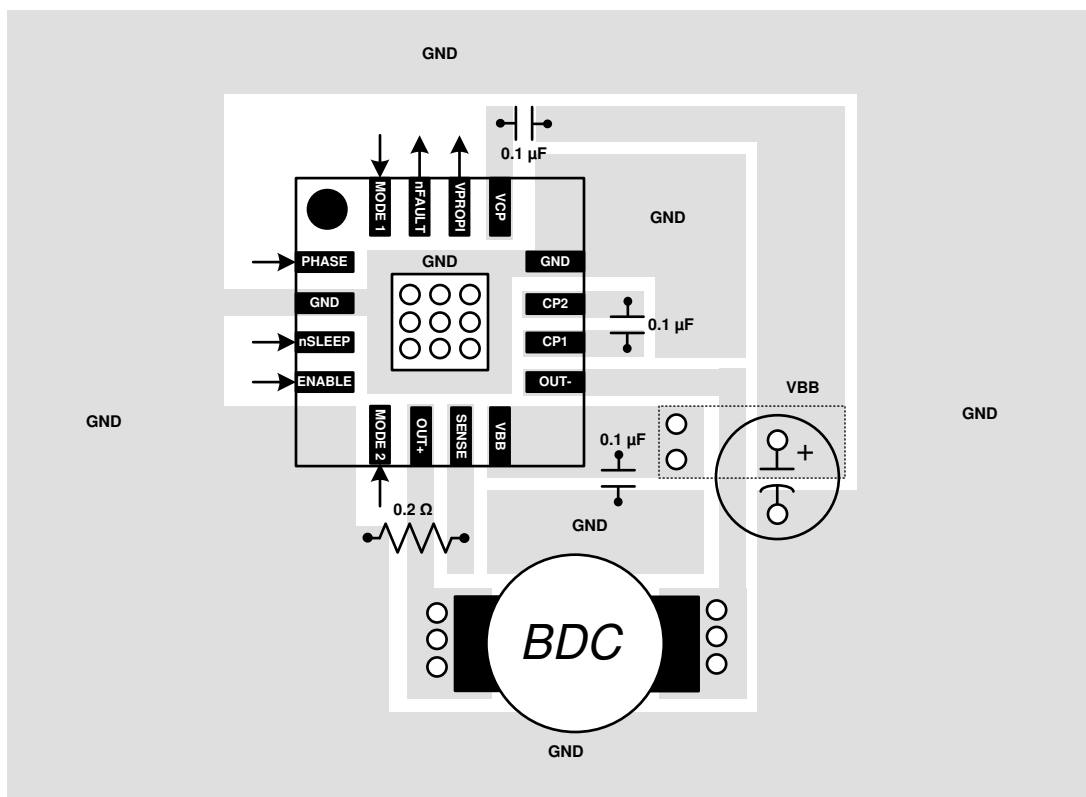 GND
0.1 µF
MODE 1
nFAULT
VPROPI
VCP
GND
PHASE
GND
GND
GND
CP2
nSLEEP
CP1
0.1 µF
ENABLE
OUT-
VBB
GND
GND
MODE 2
OUT+
SENSE
VBB
0.1 µF
+
0.2 Ω
GND
BDC
GND